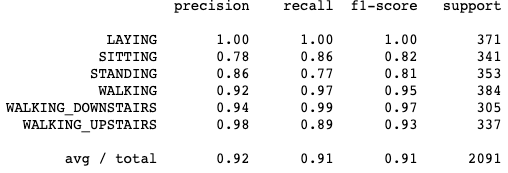 precision recall f1-score support
LAYING 1.00 1.00 1.00 371
SITTING 0.78 0.86 0.82 341
STANDING 0.86 0.77 0.81 353
WALKING 0.92 0.97 0.95 384
WALKING_DOWNSTAIRS 0.94 0.99 0.97 305
WALKING_UPSTAIRS 0.98 0.89 0.93 337
avg / total 0.92 0.91 0.91 2091